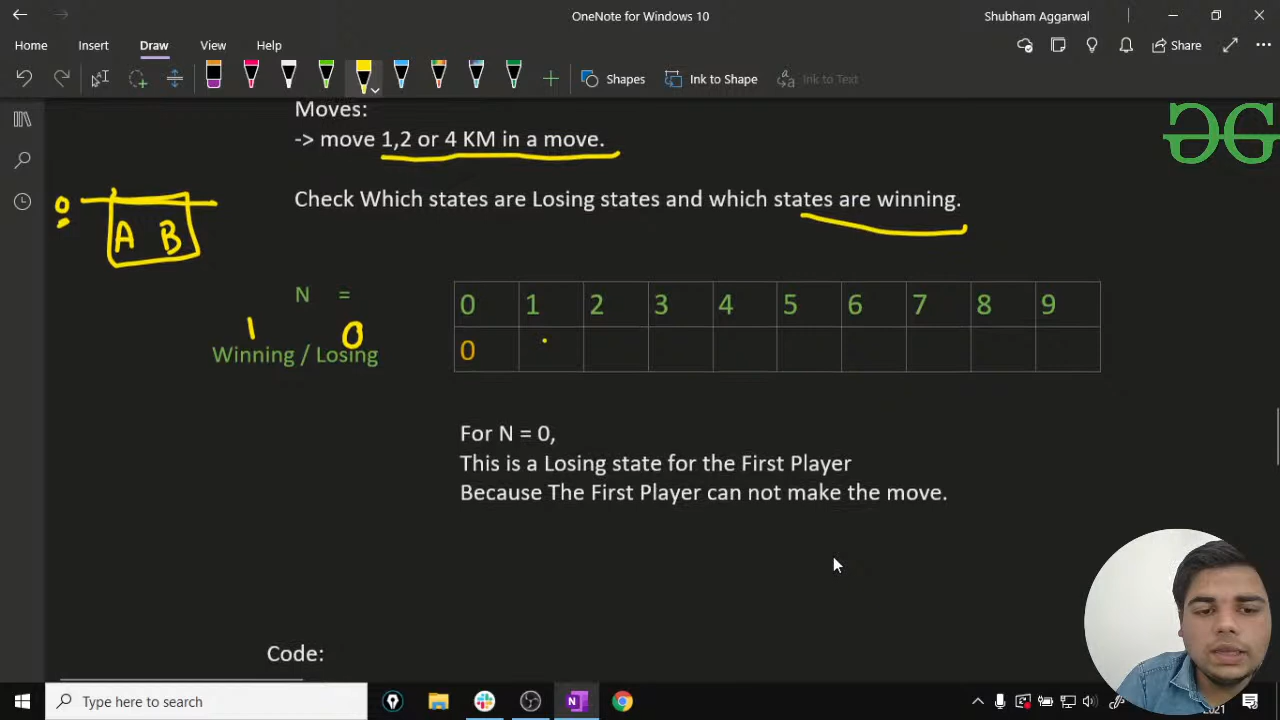 OneNote for Windows 10
Shubham Aggarwal
Home Insert Draw View Help
Share
Shapes Ink to Shape Ink to Text
Moves:
-> move 1,2 or 4 KM in a move.
Check Which states are Losing states and which states are winning.
0
A B
N = 0 1 2 3 4 5 6 7 8 9
1 0
Winning / Losing 0
For N = 0,
This is a Losing state for the First Player
Because The First Player can not make the move.
Code:
Type here to search
2021